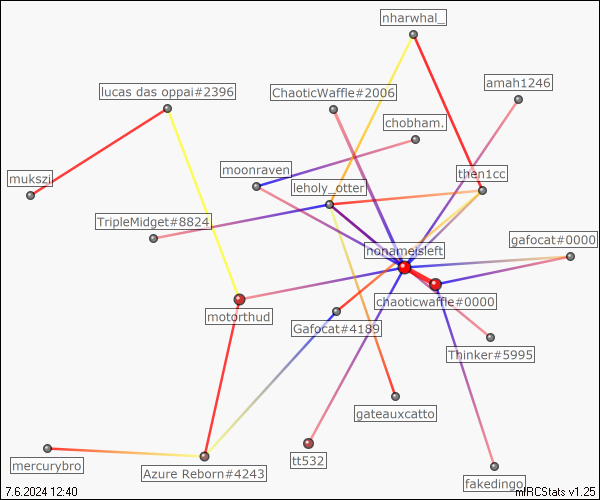 nharwhal_
lucas das oppai#2396
ChaoticWaffle#2006
amah1246
chobham.
mukszi
moonraven
then1cc
leholy_otter
TripleMidget#8824
gafocat#0000
nonameisleft
chaoticwaffle#0000
motorthud
Gafocat#4189
Thinker#5995
gateauxcatto
mercurybro
Azure Reborn#4243
tt532
fakedingo
7.6.2024 12:40
mIRCStats v1.25